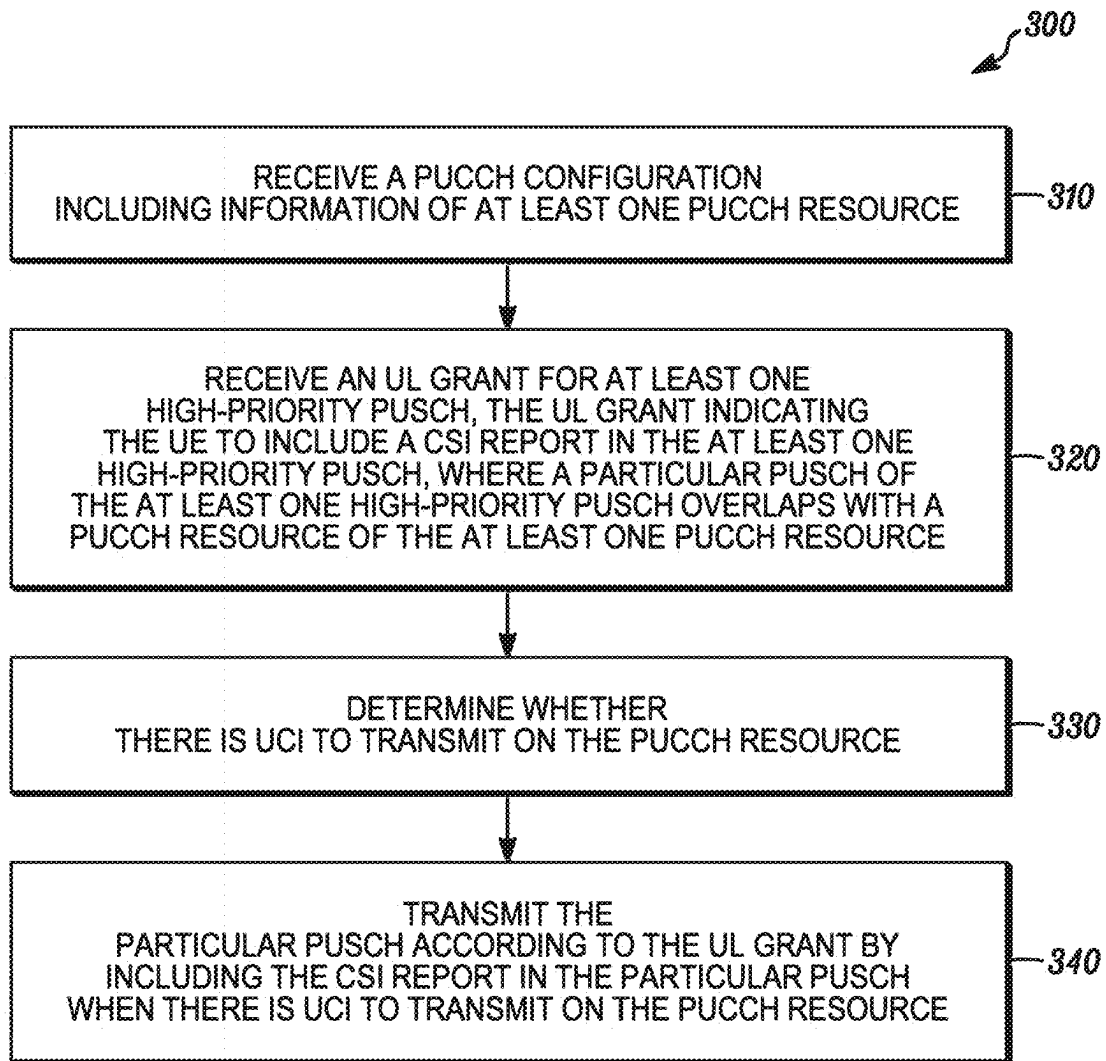 300
RECEIVE A PUCCH CONFIGURATION
INCLUDING INFORMATION OF AT LEAST ONE PUCCH RESOURCE
310
RECEIVE AN UL GRANT FOR AT LEAST ONE
HIGH-PRIORITY PUSCH, THE UL GRANT INDICATING
THE UE TO INCLUDE A CSI REPORT IN THE AT LEAST ONE
HIGH-PRIORITY PUSCH, WHERE A PARTICULAR PUSCH OF
THE AT LEAST ONE HIGH-PRIORITY PUSCH OVERLAPS WITH A
PUCCH RESOURCE OF THE AT LEAST ONE PUCCH RESOURCE
320
DETERMINE WHETHER
THERE IS UCI TO TRANSMIT ON THE PUCCH RESOURCE
330
TRANSMIT THE
PARTICULAR PUSCH ACCORDING TO THE UL GRANT BY
INCLUDING THE CSI REPORT IN THE PARTICULAR PUSCH
WHEN THERE IS UCI TO TRANSMIT ON THE PUCCH RESOURCE
340